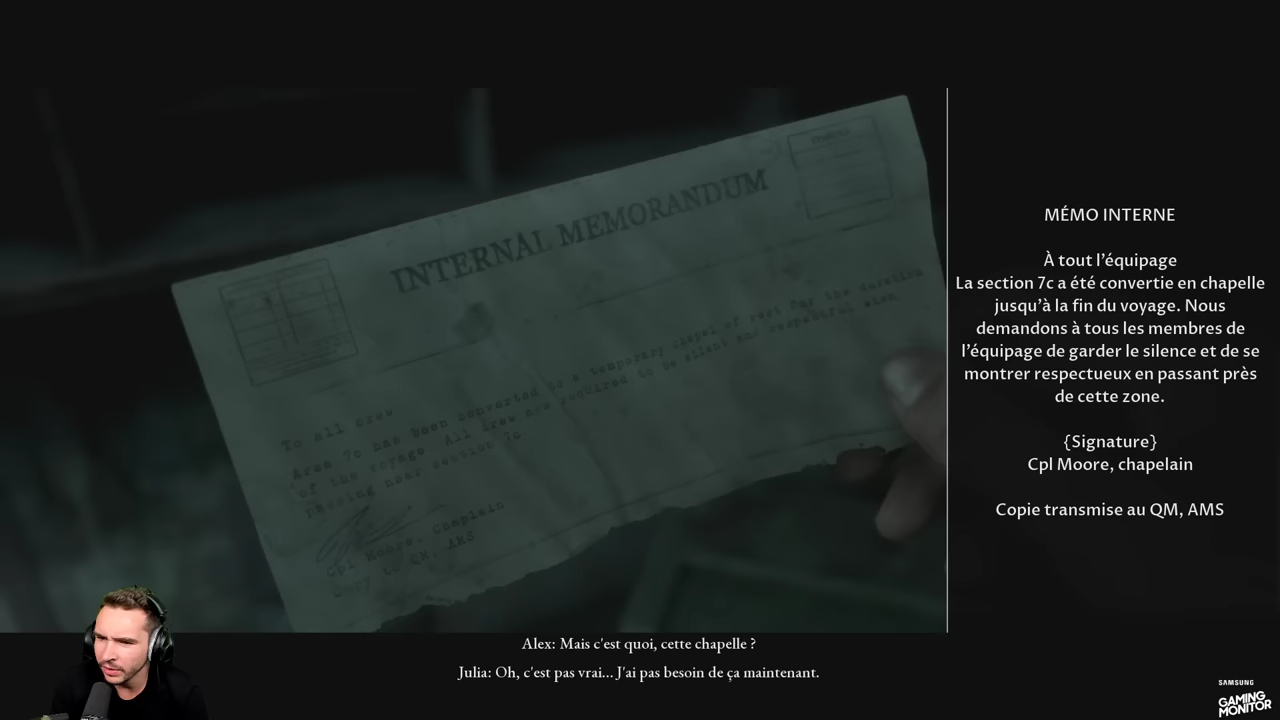 INTERNAL MEMORANDUM
To all crew
Area 7c has been converted to a temporary chapel of rest for the duration
of the voyage. All crew are required to be silent and respectful when
passing near section 7c
Cpl Moore, Chaplain
Copy to QM, AMS
MÉMO INTERNE
À tout l'équipage
La section 7c a été convertie en chapelle
jusqu'à la fin du voyage. Nous
demandons à tous les membres de
l'équipage de garder le silence et de se
montrer respectueux en passant près
de cette zone.
{Signature}
Cpl Moore, chapelain
Copie transmise au QM, AMS
Alex: Mais c'est quoi, cette chapelle ?
Julia: Oh, c'est pas vrai... J'ai pas besoin de ça maintenant.
SAMSUNG
GAMING
MONITOR